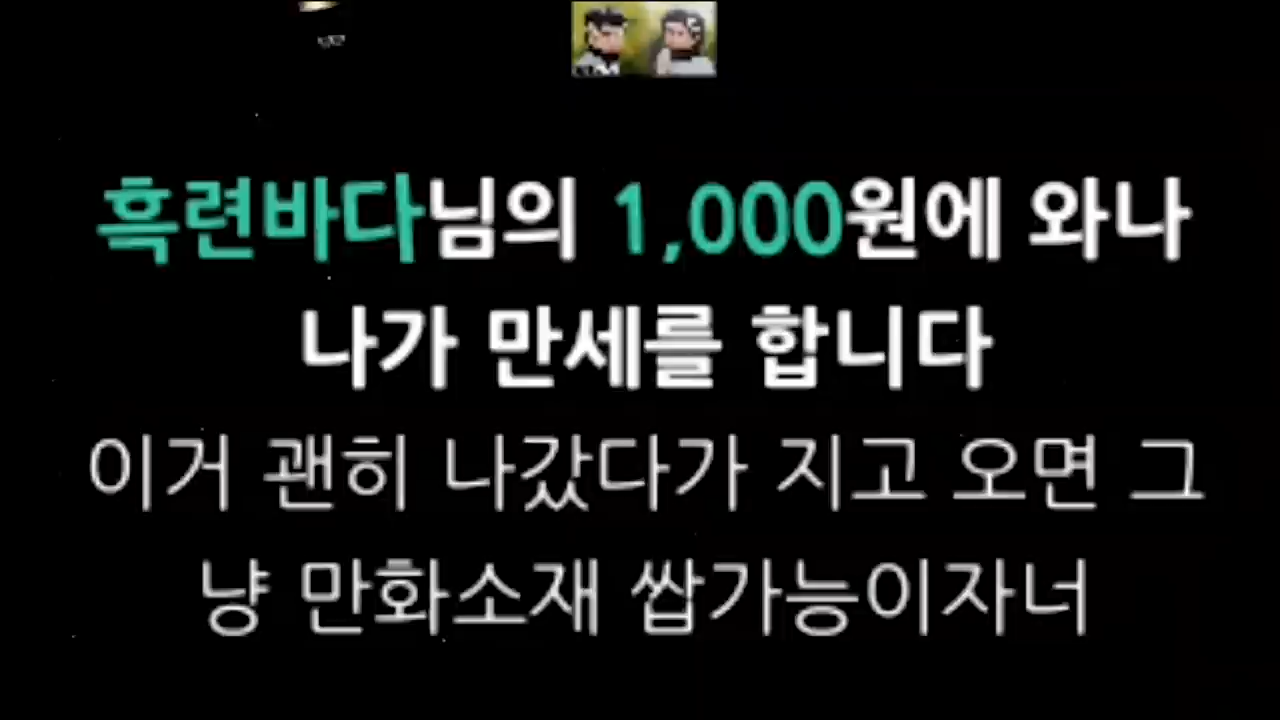 흑련바다님의 1,000원에 와나
나가 만세를 합니다
이거 괜히 나갔다가 지고 오면 그
냥 만화소재 쌉가능이자너